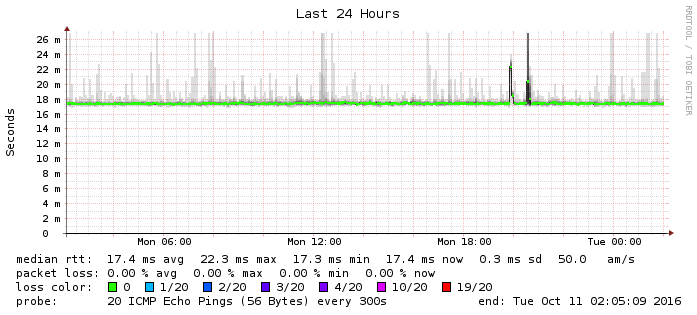 Last 24 Hours
RRDTOOL / TOBI OETIKER
Seconds
26 m
24 m
22 m
20 m
18 m
16 m
14 m
12 m
10 m
8 m
6 m
4 m
2 m
0
Mon 06:00 Mon 12:00 Mon 18:00 Tue 00:00
median rtt: 17.4 ms avg 22.3 ms max 17.3 ms min 17.4 ms now 0.3 ms sd 50.0 am/s
packet loss: 0.00 % avg 0.00 % max 0.00 % min 0.00 % now
loss color: 0 1/20 2/20 3/20 4/20 10/20 19/20
probe: 20 ICMP Echo Pings (56 Bytes) every 300s end: Tue Oct 11 02:05:09 2016